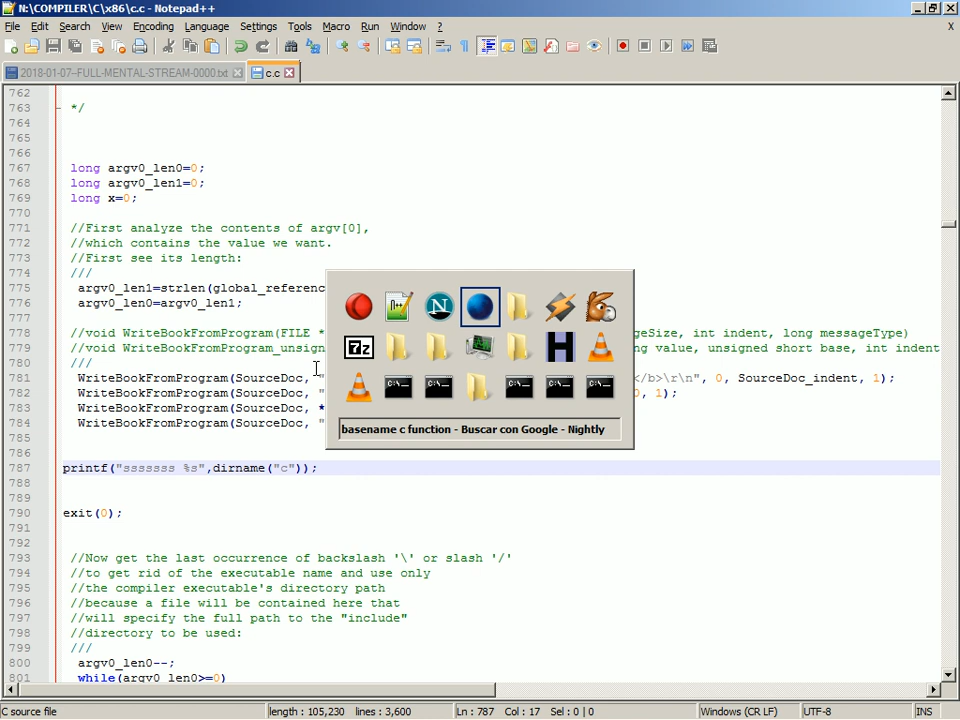 N:\COMPILER\C\x86\c.c - Notepad++
File Edit Search View Encoding Language Settings Tools Macro Run Window ? X
2018-01-07--FULL-MENTAL-STREAM-0000.txt c.c
762
763 */
764
765
766
767 long argv0_len0=0;
768 long argv0_len1=0;
769 long x=0;
770
771 //First analyze the contents of argv[0],
772 //which contains the value we want.
773 //First see its length:
774 ///
775 argv0_len1=strlen(global_referenc
776 argv0_len0=argv0_len1;
777
778 //void WriteBookFromProgram(FILE * geSize, int indent, long messageType)
779 //void WriteBookFromProgram_unsign ng value, unsigned short base, int indent
780 ///
781 WriteBookFromProgram(SourceDoc, " </b>\r\n", 0, SourceDoc_indent, 1);
782 WriteBookFromProgram(SourceDoc, " 0, 1);
783 WriteBookFromProgram(SourceDoc, *
784 WriteBookFromProgram(SourceDoc, "
785
786
787 printf("sssssss %s",dirname("c"));
788
789
790 exit(0);
791
792
793 //Now get the last occurrence of backslash '\' or slash '/'
794 //to get rid of the executable name and use only
795 //the compiler executable's directory path
796 //because a file will be contained here that
797 //will specify the full path to the "include"
798 //directory to be used:
799 ///
800 argv0_len0--;
801 while(argv0_len0>=0)
N
7z
H
C:\_ C:\_ C:\_ C:\_ C:\_
basename c function - Buscar con Google - Nightly
C source file length : 105,230 lines : 3,600 Ln : 787 Col : 17 Sel : 0 | 0 Windows (CR LF) UTF-8 INS